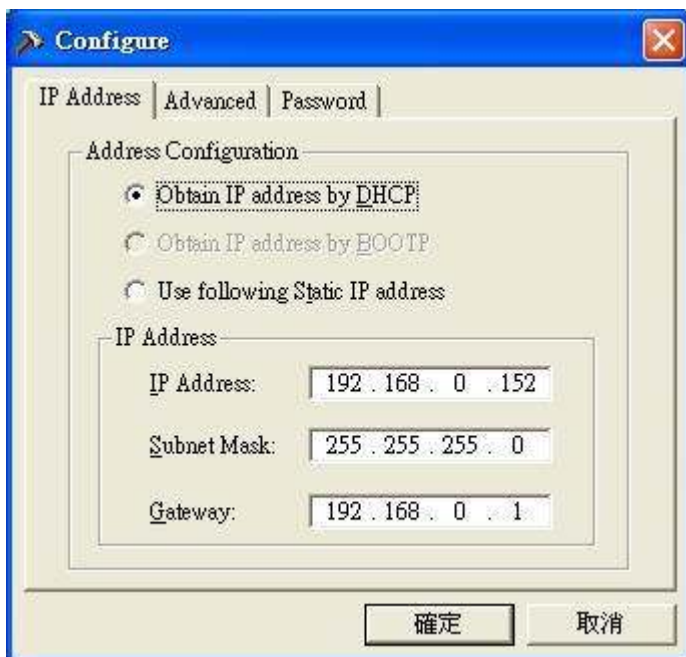 Configure
IP Address Advanced Password
Address Configuration
Obtain IP address by DHCP
Obtain IP address by BOOTP
Use following Static IP address
IP Address
IP Address: 192 . 168 . 0 . 152
Subnet Mask: 255 . 255 . 255 . 0
Gateway: 192 . 168 . 0 . 1
確定 取消